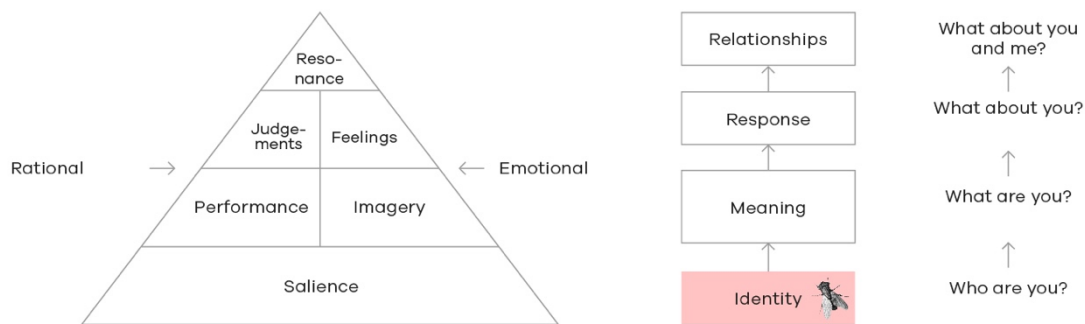 Reso-
nance
Judge-
ments
Feelings
Rational
Emotional
Performance
Imagery
Salience
Relationships
Response
Meaning
Identity
What about you
and me?
What about you?
What are you?
Who are you?